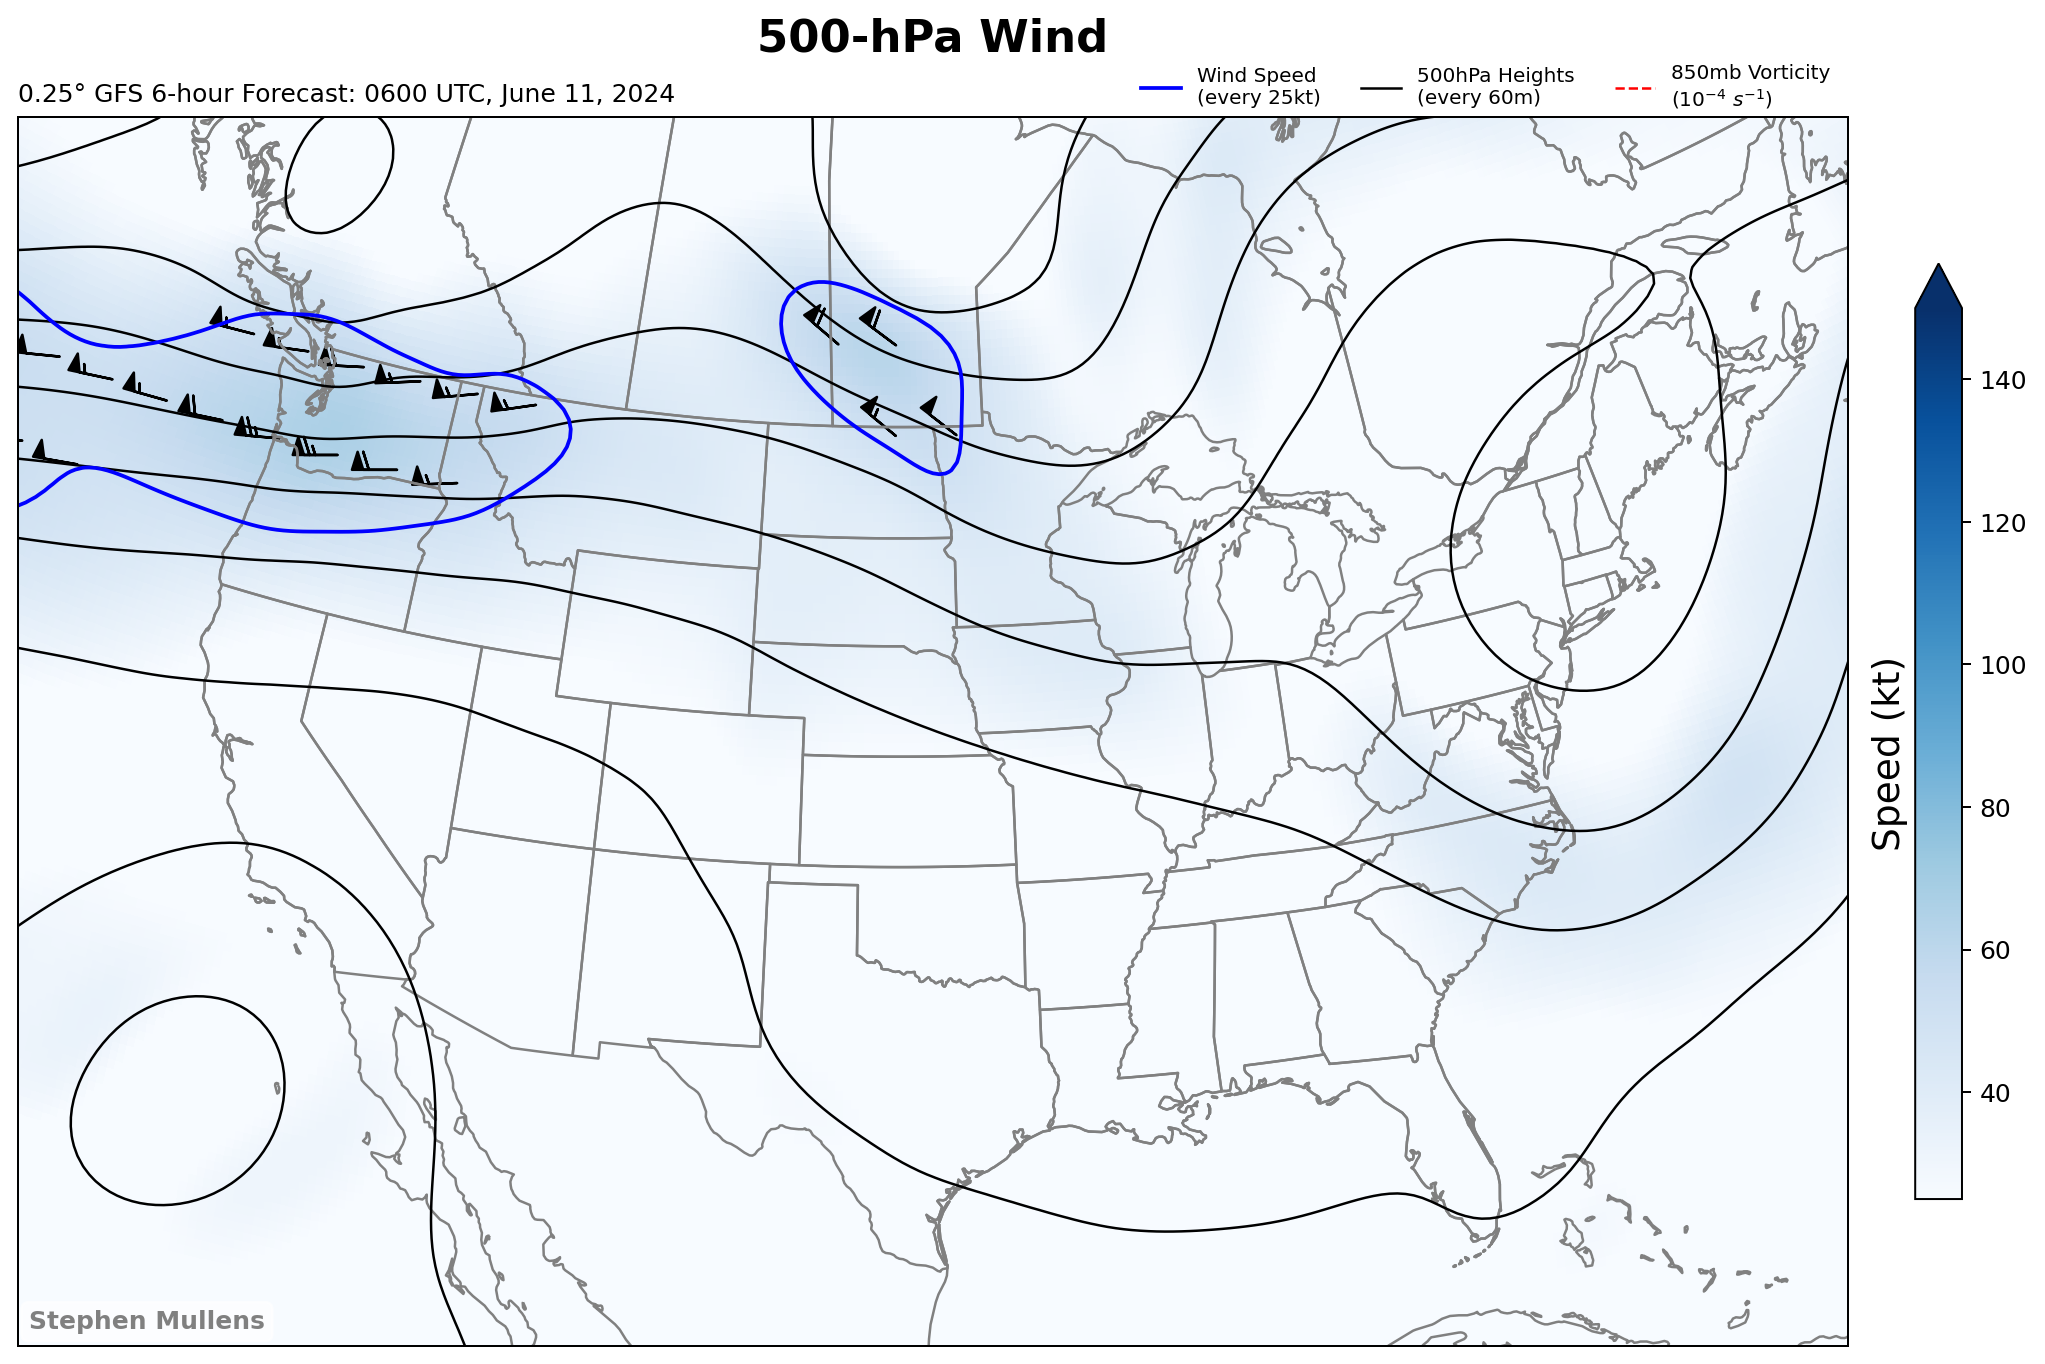 500-hPa Wind
0.25° GFS 6-hour Forecast: 0600 UTC, June 11, 2024
Wind Speed
(every 25kt)
500hPa Heights
(every 60m)
850mb Vorticity
(10⁻⁴ s⁻¹)
140
120
100
80
60
40
Speed (kt)
Stephen Mullens